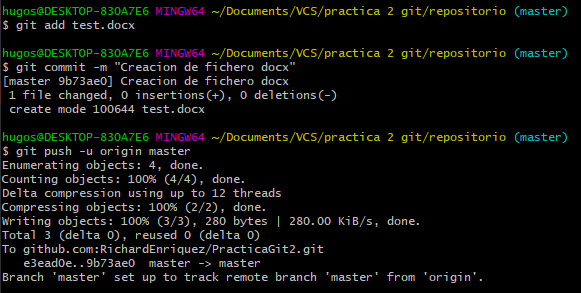 hugos@DESKTOP-830A7E6 MINGW64 ~/Documents/VCS/practica 2 git/repositorio (master)
$ git add test.docx
hugos@DESKTOP-830A7E6 MINGW64 ~/Documents/VCS/practica 2 git/repositorio (master)
$ git commit -m "Creacion de fichero docx"
[master 9b73ae0] Creacion de fichero docx
1 file changed, 0 insertions(+), 0 deletions(-)
create mode 100644 test.docx
hugos@DESKTOP-830A7E6 MINGW64 ~/Documents/VCS/practica 2 git/repositorio (master)
$ git push -u origin master
Enumerating objects: 4, done.
Counting objects: 100% (4/4), done.
Delta compression using up to 12 threads
Compressing objects: 100% (2/2), done.
Writing objects: 100% (3/3), 280 bytes | 280.00 KiB/s, done.
Total 3 (delta 0), reused 0 (delta 0)
To github.com:RichardEnriquez/PracticaGit2.git
e3ead0e..9b73ae0  master -> master
Branch 'master' set up to track remote branch 'master' from 'origin'.